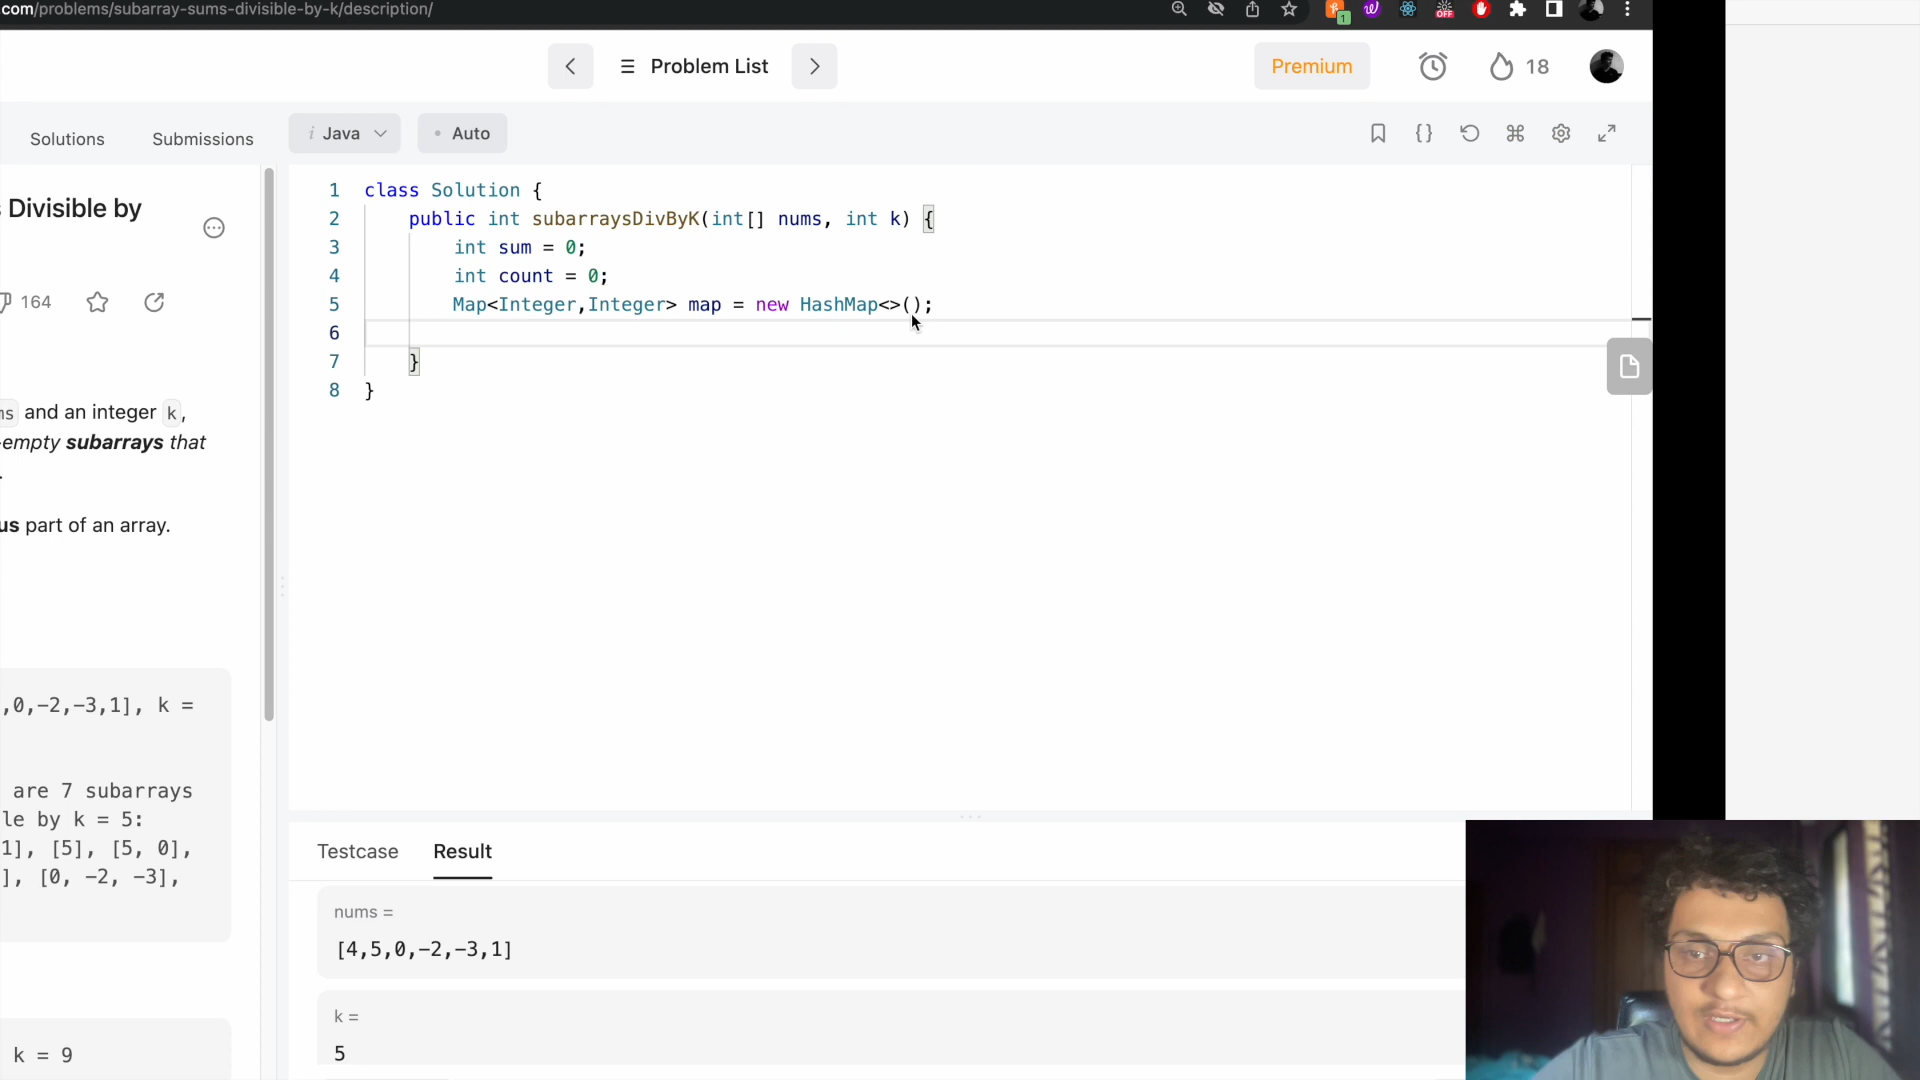 .com/problems/subarray-sums-divisible-by-k/description/
1
OFF
Problem List
Premium
18
Solutions
Submissions
i Java
• Auto
Divisible by
164
and an integer k,
-empty subarrays that
us part of an array.
,0,-2,-3,1], k =
are 7 subarrays
le by k = 5:
1], [5], [5, 0],
], [0, -2, -3],
k = 9
1 class Solution {
2 public int subarraysDivByK(int[] nums, int k) {
3 int sum = 0;
4 int count = 0;
5 Map<Integer,Integer> map = new HashMap<>();
6
7 }
8 }
Testcase
Result
nums =
[4,5,0,-2,-3,1]
k =
5